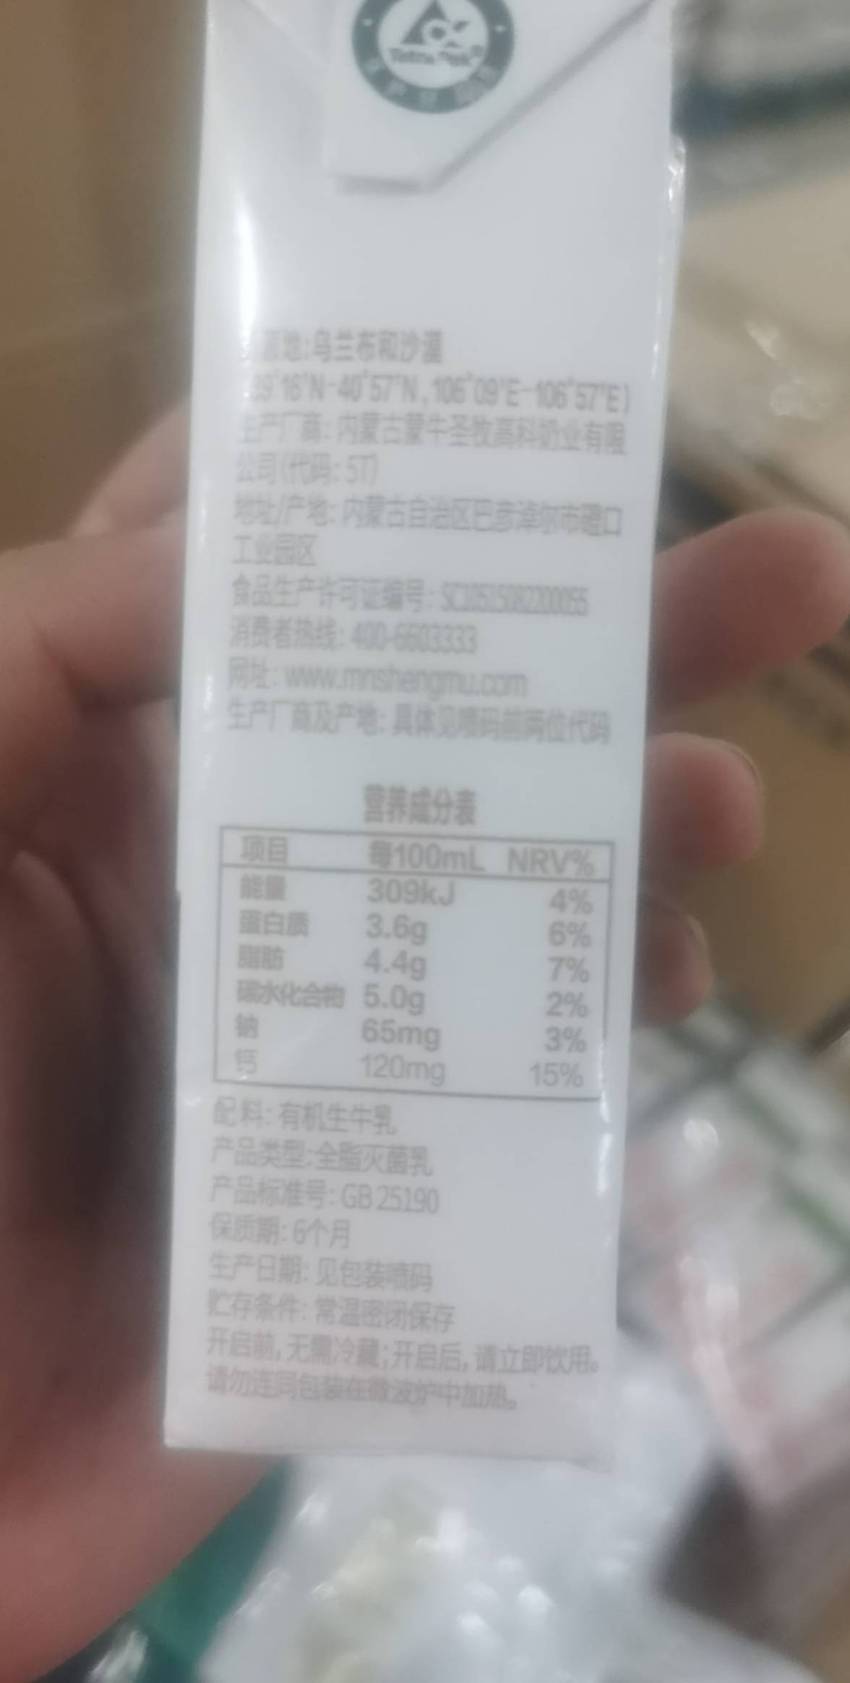 Tetra Pak®
源地:乌兰布和沙漠
39°16'N-40°57'N,106°09'E-106°57'E)
生产厂商: 内蒙古蒙牛圣牧高科奶业有限
公司(代码: 5T)
地址/产地: 内蒙古自治区巴彦淖尔市磴口
工业园区
食品生产许可证编号:
消费者热线: 400-6603333
网址: www.mnshengmu.com
生产厂商及产地: 具体见喷码前两位代码
营养成分表
项目 每100mL NRV%
能量 309kJ 4%
蛋白质 3.6g 6%
脂肪 4.4g 7%
碳水化合物 5.0g 2%
钠 65mg 3%
钙 120mg 15%
配料: 有机生牛乳
产品类型:全脂灭菌乳
产品标准号: GB 25190
保质期: 6个月
生产日期: 见包装喷码
贮存条件: 常温密闭保存
开启前,无需冷藏;开启后,请立即饮用。
请勿连同包装在微波炉中加热。